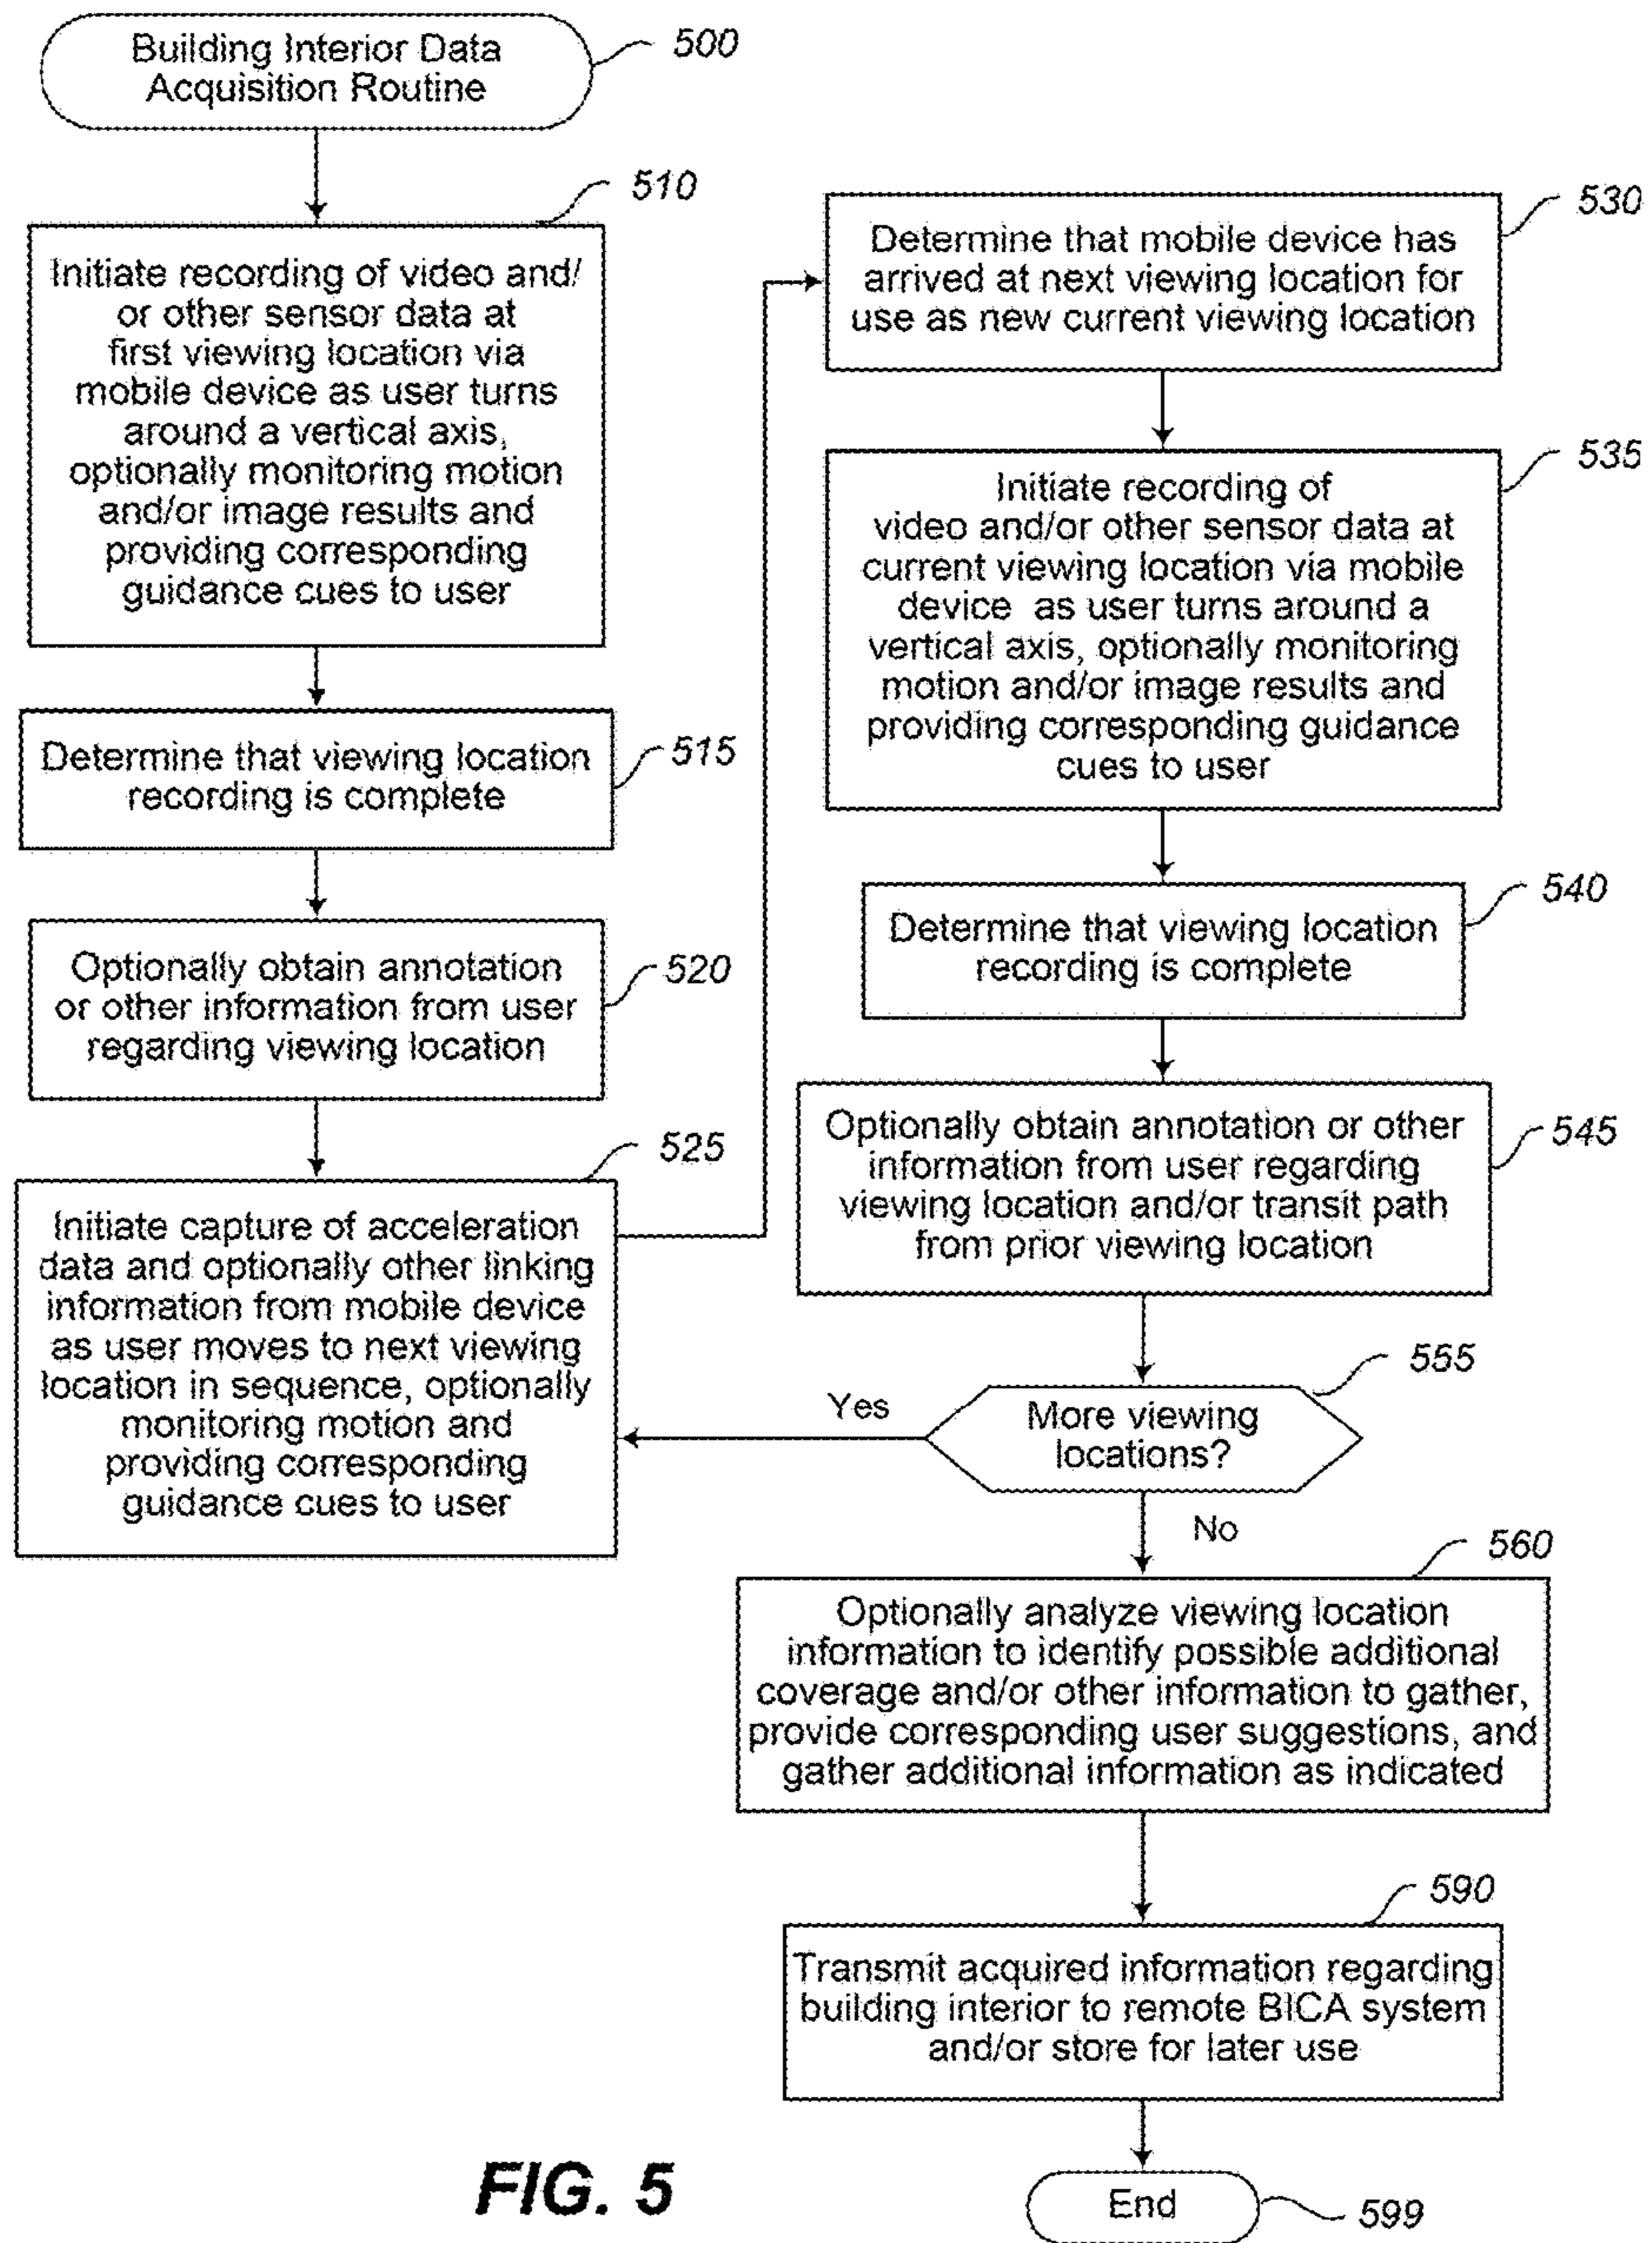 Building Interior Data
Acquisition Routine
500
510
Initiate recording of video and/
or other sensor data at
first viewing location via
mobile device as user turns
around a vertical axis,
optionally monitoring motion
and/or image results and
providing corresponding
guidance cues to user
515
Determine that viewing location
recording is complete
520
Optionally obtain annotation
or other information from user
regarding viewing location
525
Initiate capture of acceleration
data and optionally other linking
information from mobile device
as user moves to next viewing
location in sequence, optionally
monitoring motion and
providing corresponding
guidance cues to user
530
Determine that mobile device has
arrived at next viewing location for
use as new current viewing location
535
Initiate recording of
video and/or other sensor data at
current viewing location via mobile
device as user turns around a
vertical axis, optionally monitoring
motion and/or image results and
providing corresponding guidance
cues to user
540
Determine that viewing location
recording is complete
545
Optionally obtain annotation or other
information from user regarding
viewing location and/or transit path
from prior viewing location
555
More viewing
locations?
Yes
No
560
Optionally analyze viewing location
information to identify possible additional
coverage and/or other information to gather,
provide corresponding user suggestions, and
gather additional information as indicated
590
Transmit acquired information regarding
building interior to remote BICA system
and/or store for later use
End
599
FIG. 5